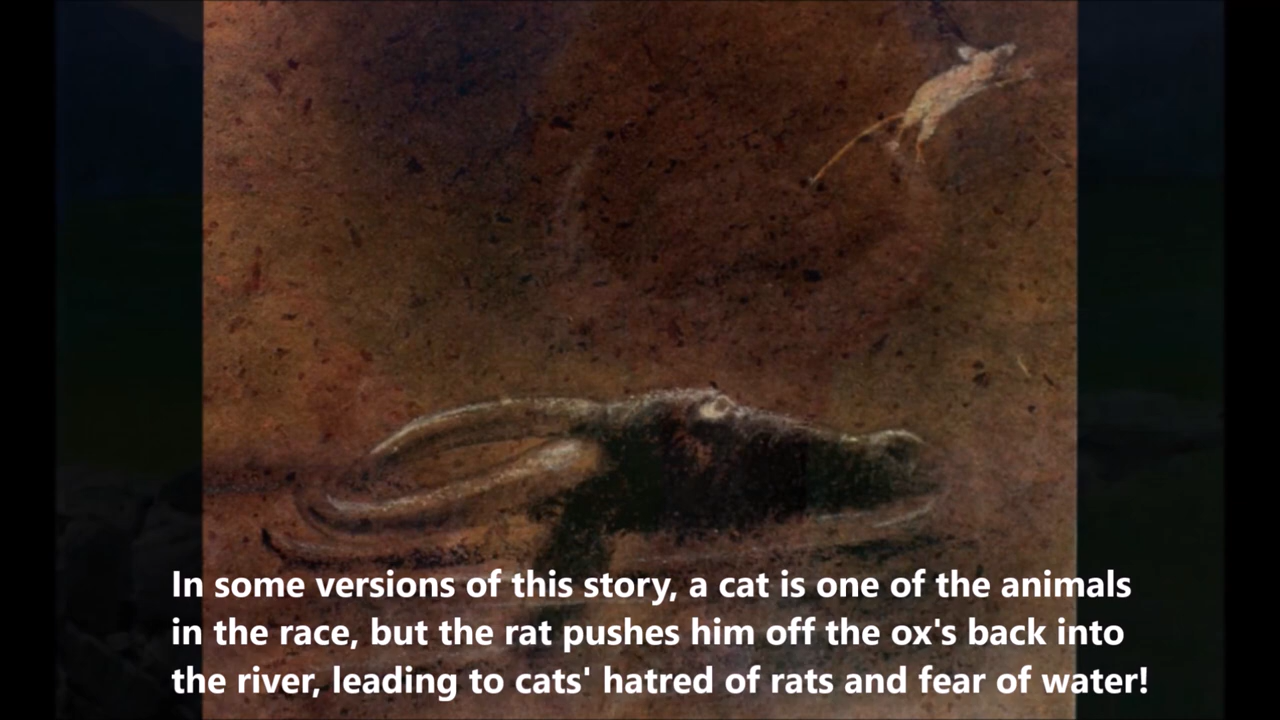 In some versions of this story, a cat is one of the animals
in the race, but the rat pushes him off the ox's back into
the river, leading to cats' hatred of rats and fear of water!